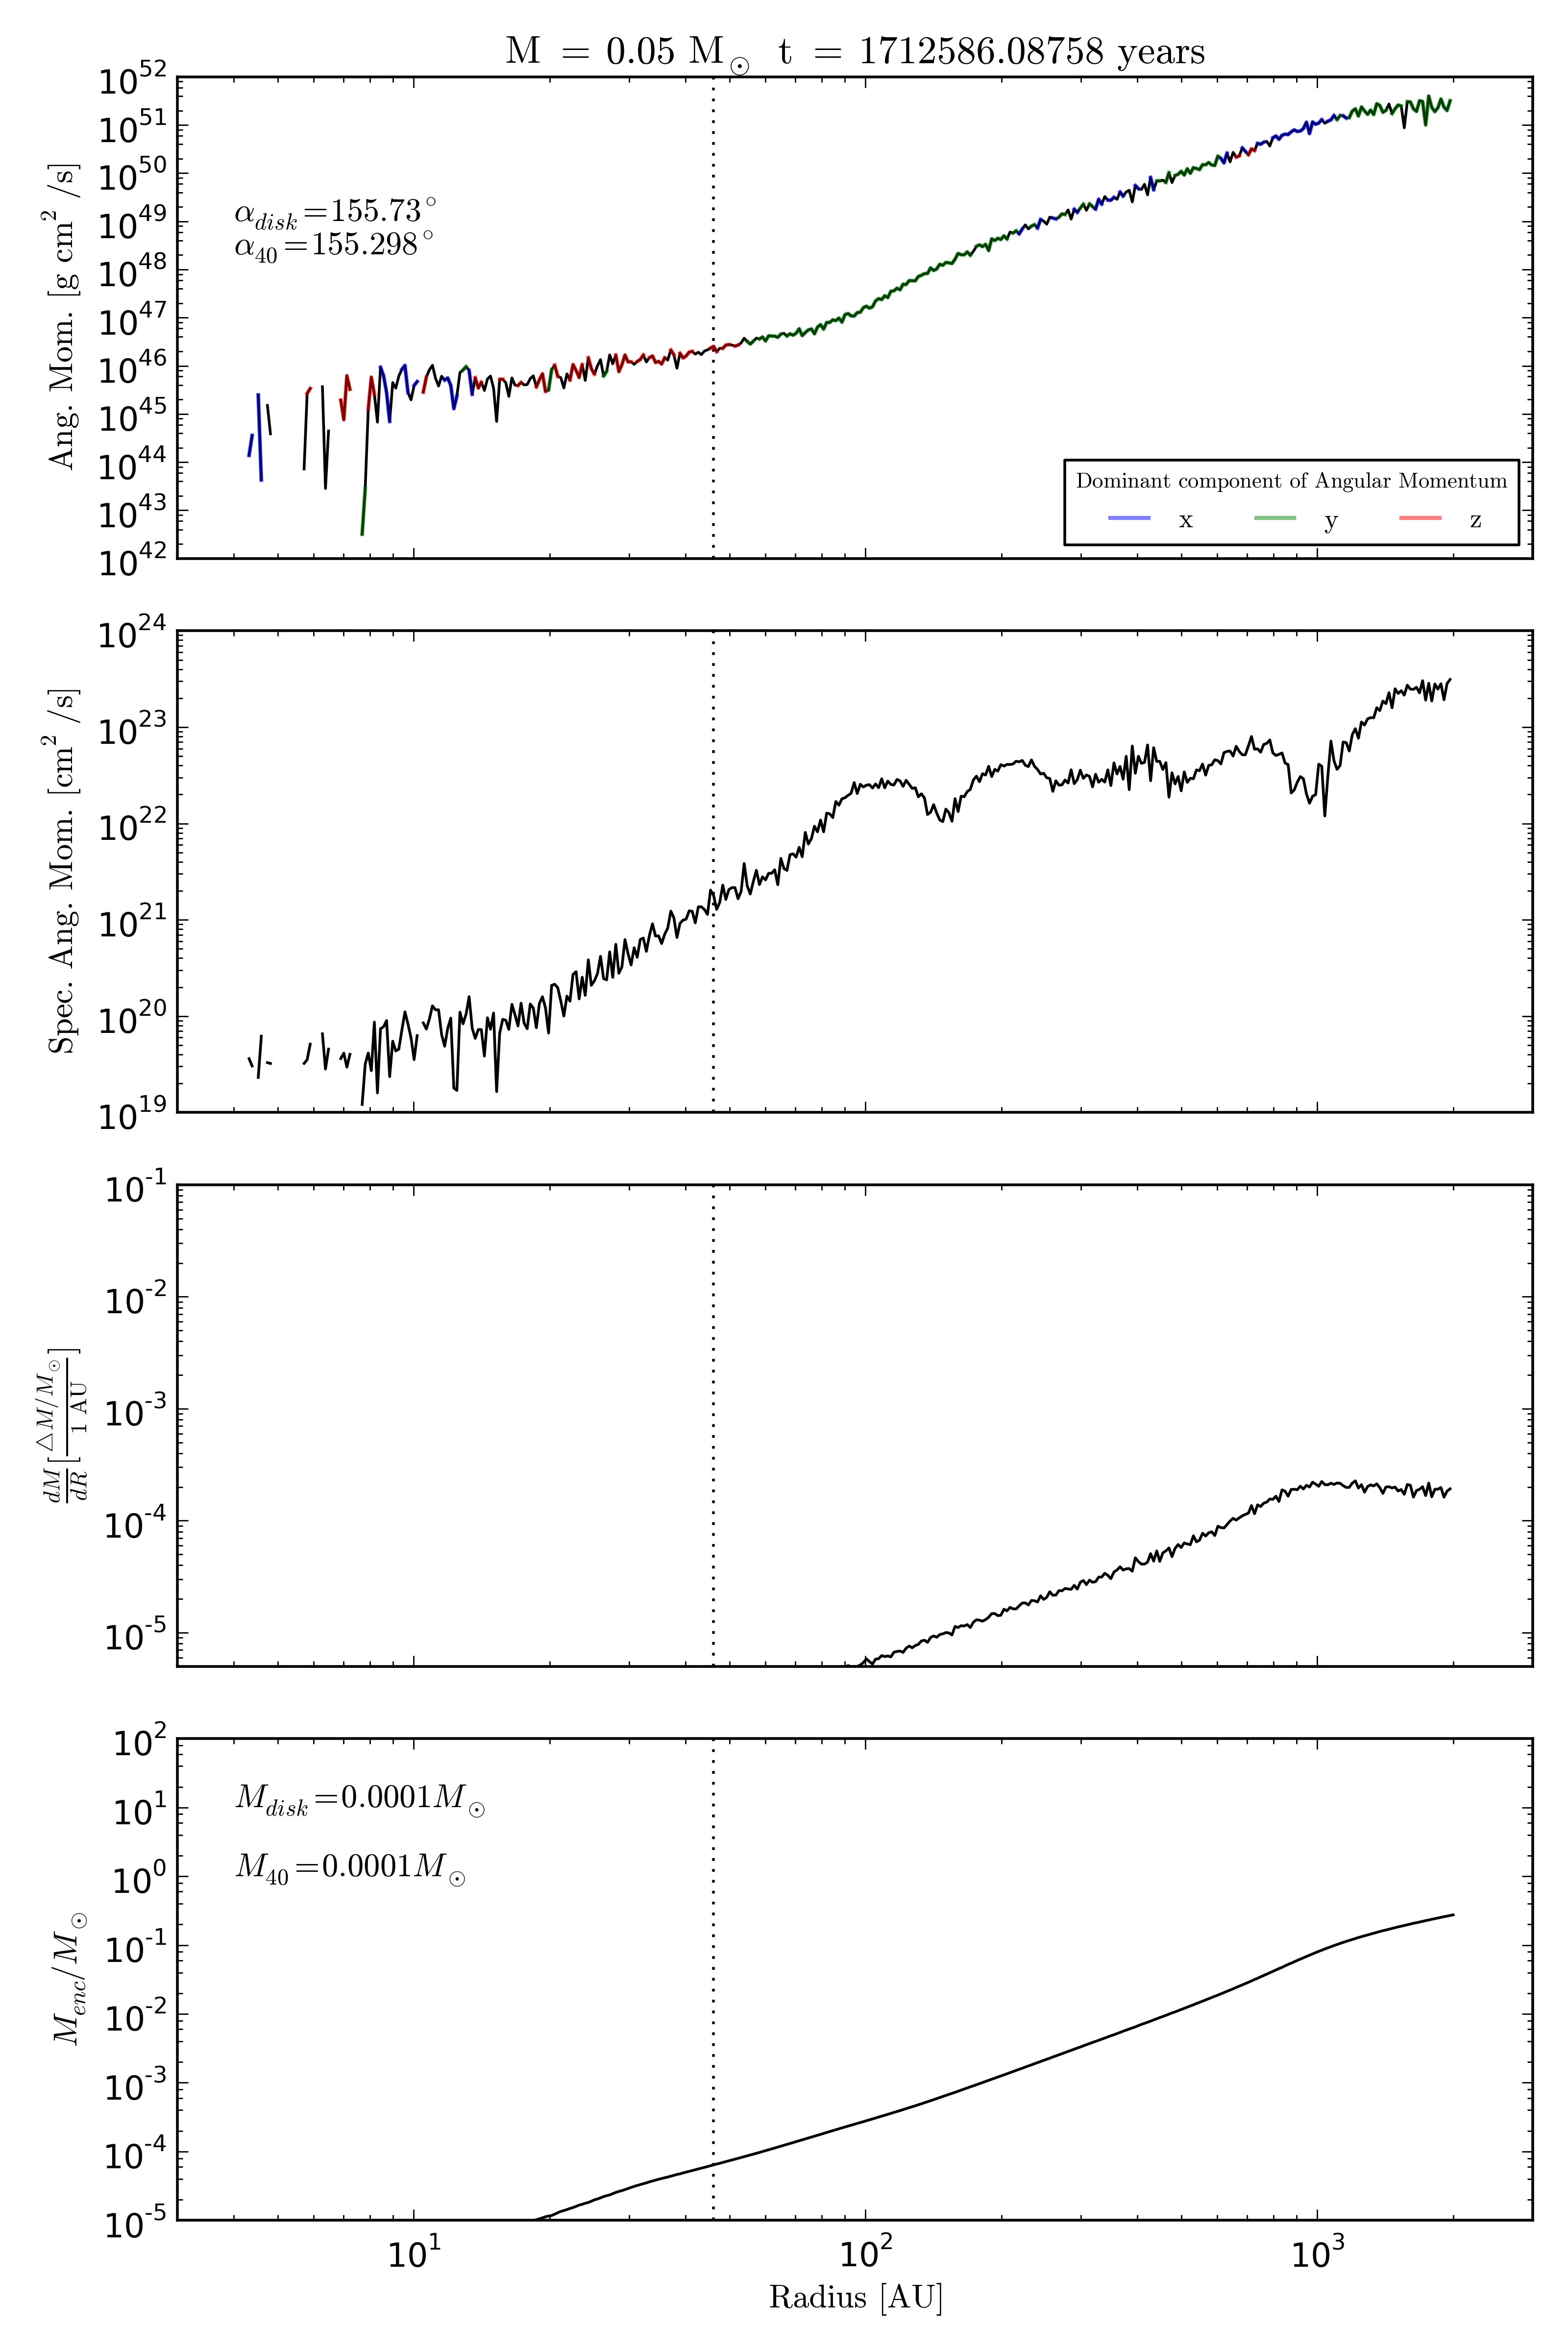 M = 0.05 M⊙ t = 1712586.08758 years
10^52
10^51
10^50
10^49
10^48
10^47
10^46
10^45
10^44
10^43
10^42
Ang. Mom. [g cm^2 /s]
α_disk = 155.73°
α_40 = 155.298°
Dominant component of Angular Momentum
x y z
10^24
10^23
10^22
10^21
10^20
10^19
Spec. Ang. Mom. [cm^2 /s]
10^-1
10^-2
10^-3
10^-4
10^-5
dM/dR [△M/M⊙ / 1 AU]
10^2
10^1
10^0
10^-1
10^-2
10^-3
10^-4
10^-5
M_enc/M⊙
M_disk = 0.0001M⊙
M_40 = 0.0001M⊙
10^1 10^2 10^3
Radius [AU]